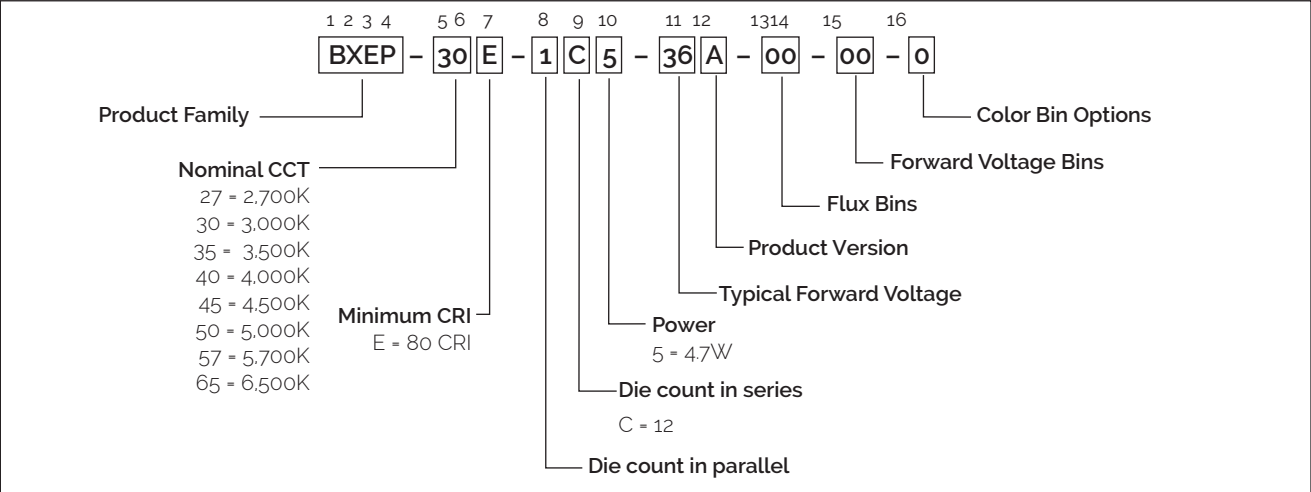 1 2 3 4 5 6 7 8 9 10 11 12 1314 15 16
BXEP – 30 E – 1 C 5 – 36 A – 00 – 00 – 0
Product Family
Color Bin Options
Nominal CCT
27 = 2,700K
30 = 3,000K
35 = 3,500K
40 = 4,000K
45 = 4,500K
50 = 5,000K
57 = 5,700K
65 = 6,500K
Forward Voltage Bins
Flux Bins
Product Version
Typical Forward Voltage
Minimum CRI
E = 80 CRI
Power
5 = 4.7W
Die count in series
C = 12
Die count in parallel